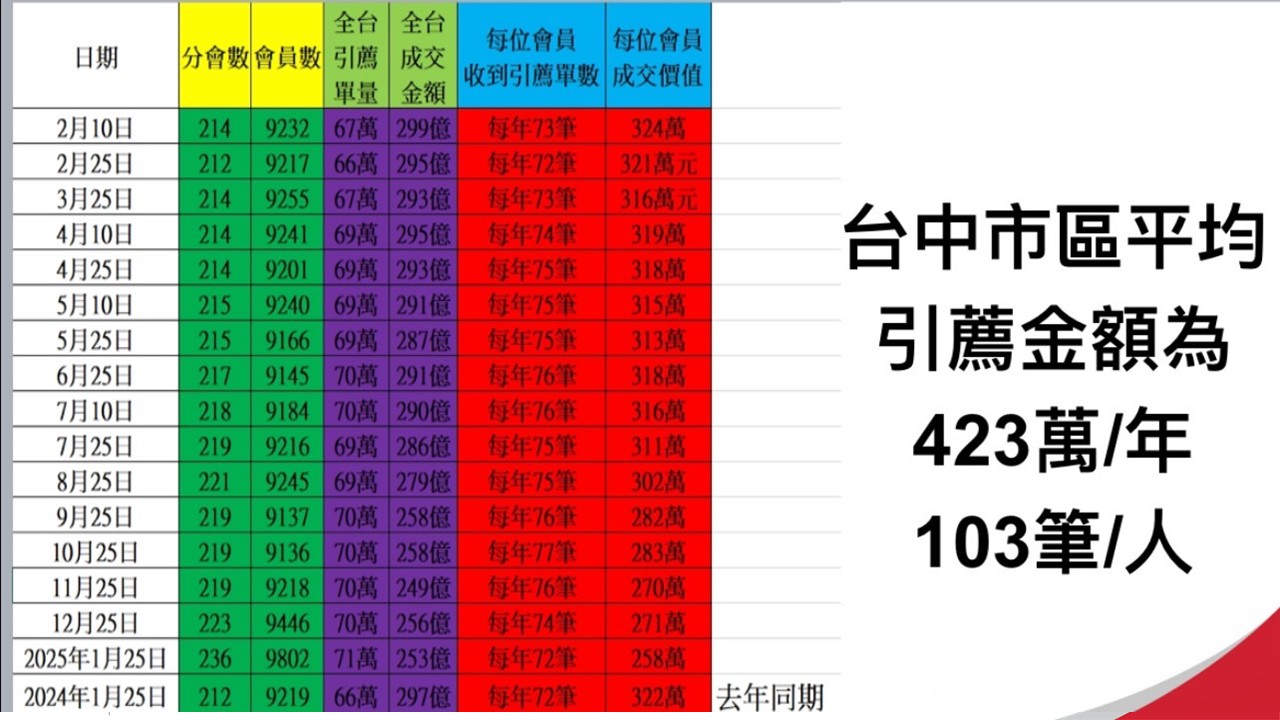 日期 分會數 會員數 全台引薦單量 全台成交金額 每位會員收到引薦單數 每位會員成交價值
2月10日 214 9232 67萬 299億 每年73筆 324萬
2月25日 212 9217 66萬 295億 每年72筆 321萬元
3月25日 214 9255 67萬 293億 每年73筆 316萬元
4月10日 214 9241 69萬 295億 每年74筆 319萬
4月25日 214 9201 69萬 293億 每年75筆 318萬
5月10日 215 9240 69萬 291億 每年75筆 315萬
5月25日 215 9166 69萬 287億 每年75筆 313萬
6月25日 217 9145 70萬 291億 每年76筆 318萬
7月10日 218 9184 70萬 290億 每年76筆 316萬
7月25日 219 9216 69萬 286億 每年75筆 311萬
8月25日 221 9245 69萬 279億 每年75筆 302萬
9月25日 219 9137 70萬 258億 每年76筆 282萬
10月25日 219 9136 70萬 258億 每年77筆 283萬
11月25日 219 9218 70萬 249億 每年76筆 270萬
12月25日 223 9446 70萬 256億 每年74筆 271萬
2025年1月25日 236 9802 71萬 253億 每年72筆 258萬
2024年1月25日 212 9219 66萬 297億 每年72筆 322萬 去年同期
台中市區平均
引薦金額為
423萬/年
103筆/人